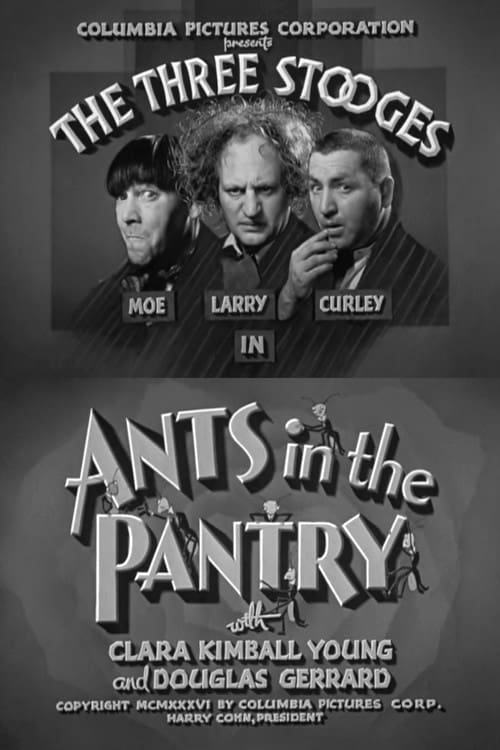 COLUMBIA PICTURES CORPORATION
presents
THE THREE STOOGES
MOE LARRY CURLEY
IN
ANTS in the
PANTRY
with
CLARA KIMBALL YOUNG
and DOUGLAS GERRARD
COPYRIGHT MCMXXXVI BY COLUMBIA PICTURES CORP.
HARRY COHN, PRESIDENT